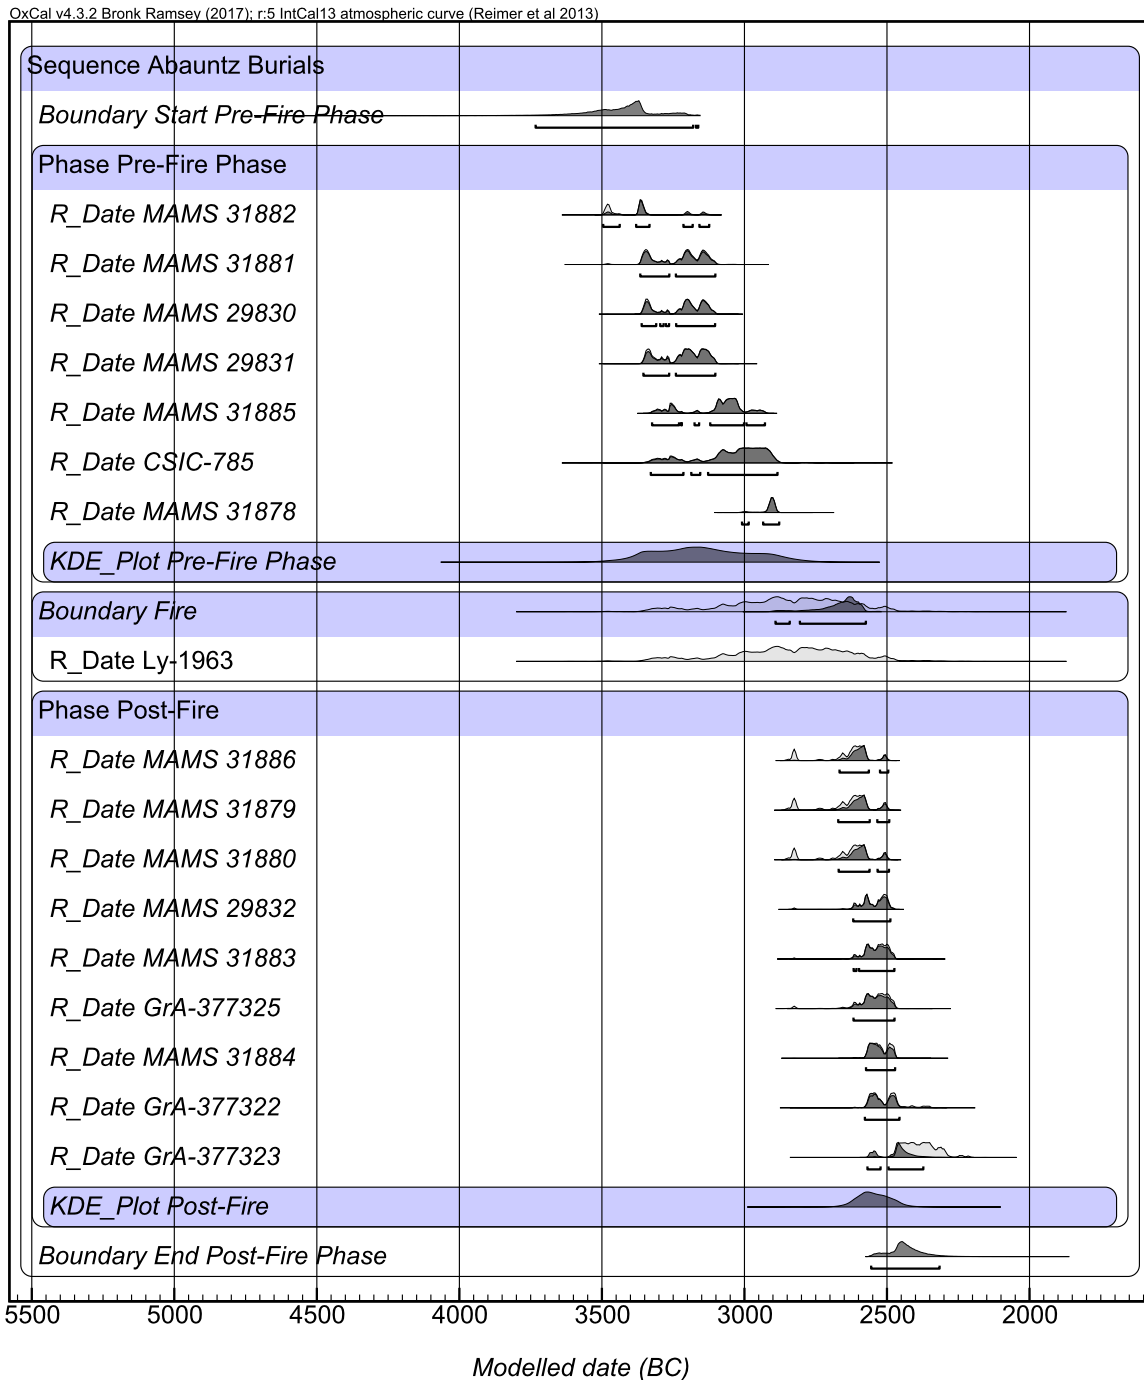 OxCal v4.3.2 Bronk Ramsey (2017); r:5 IntCal13 atmospheric curve (Reimer et al 2013)
Sequence Abauntz Burials
Boundary Start Pre-Fire Phase
Phase Pre-Fire Phase
R_Date MAMS 31882
R_Date MAMS 31881
R_Date MAMS 29830
R_Date MAMS 29831
R_Date MAMS 31885
R_Date CSIC-785
R_Date MAMS 31878
KDE_Plot Pre-Fire Phase
Boundary Fire
R_Date Ly-1963
Phase Post-Fire
R_Date MAMS 31886
R_Date MAMS 31879
R_Date MAMS 31880
R_Date MAMS 29832
R_Date MAMS 31883
R_Date GrA-377325
R_Date MAMS 31884
R_Date GrA-377322
R_Date GrA-377323
KDE_Plot Post-Fire
Boundary End Post-Fire Phase
5500 5000 4500 4000 3500 3000 2500 2000
Modelled date (BC)